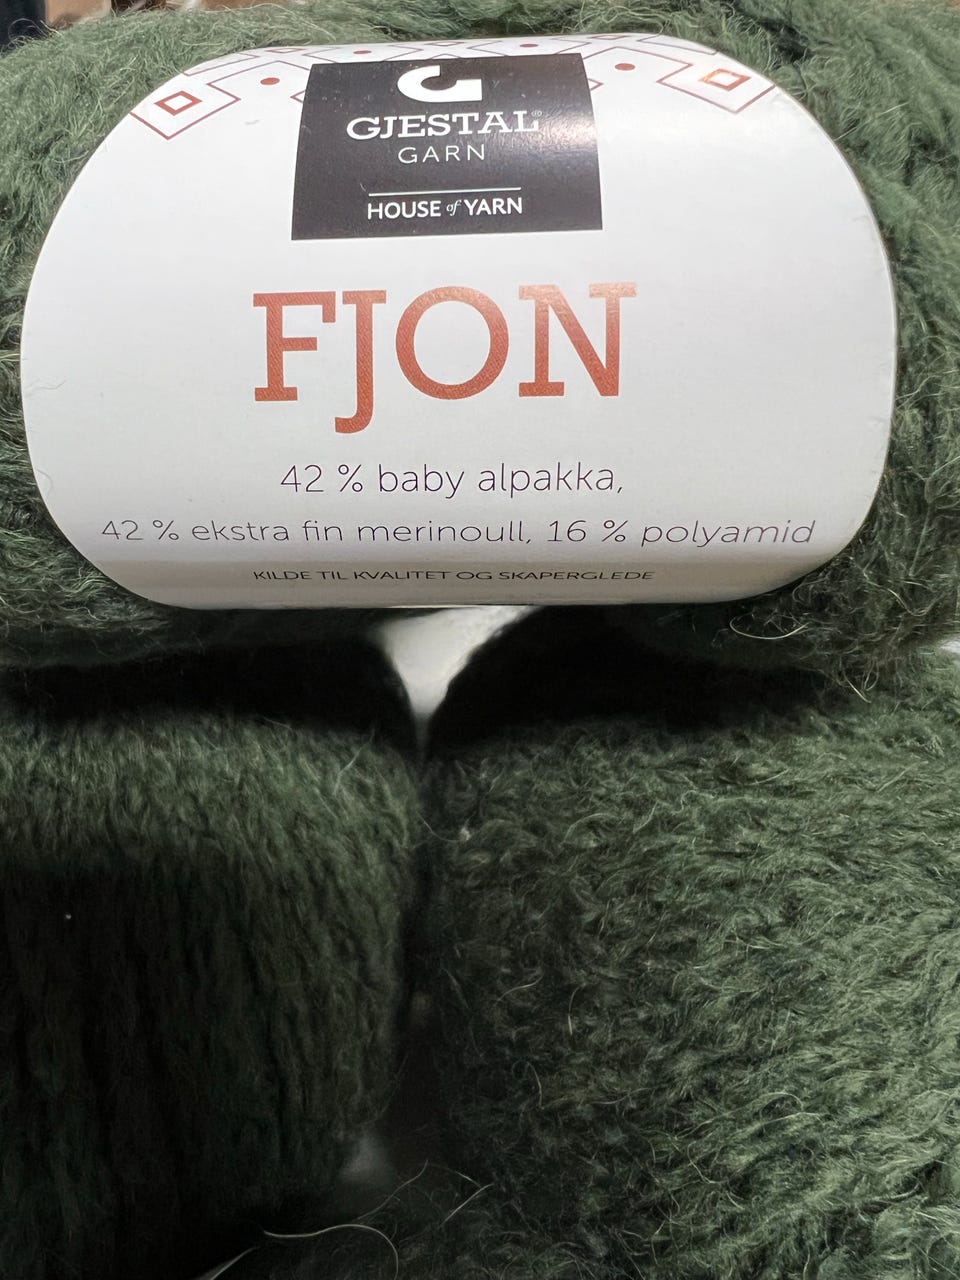 GJESTAL®
GARN
HOUSE of YARN
FJON
42 % baby alpakka,
42 % ekstra fin merinoull, 16 % polyamid
KILDE TIL KVALITET OG SKAPERGLEDE